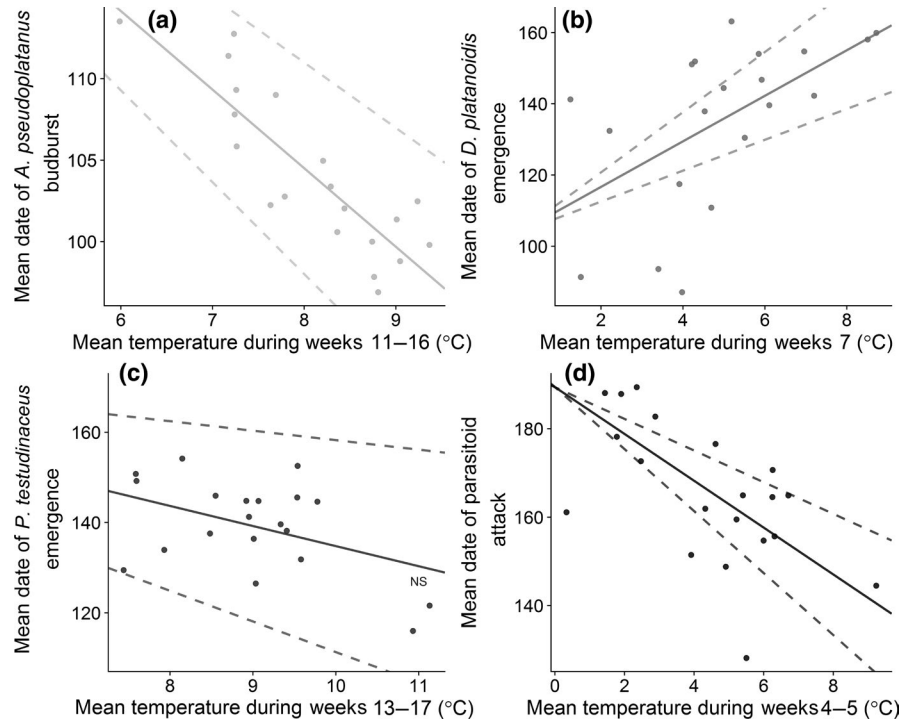 (a)
Mean date of A. pseudoplatanus
budburst
110
105
100
6 7 8 9
Mean temperature during weeks 11–16 (°C)
(b)
Mean date of D. platanoidis
emergence
160
140
120
100
2 4 6 8
Mean temperature during weeks 7 (°C)
(c)
Mean date of P. testudinaceus
emergence
160
140
120
NS
8 9 10 11
Mean temperature during weeks 13–17 (°C)
(d)
Mean date of parasitoid
attack
180
160
140
0 2 4 6 8
Mean temperature during weeks 4–5 (°C)